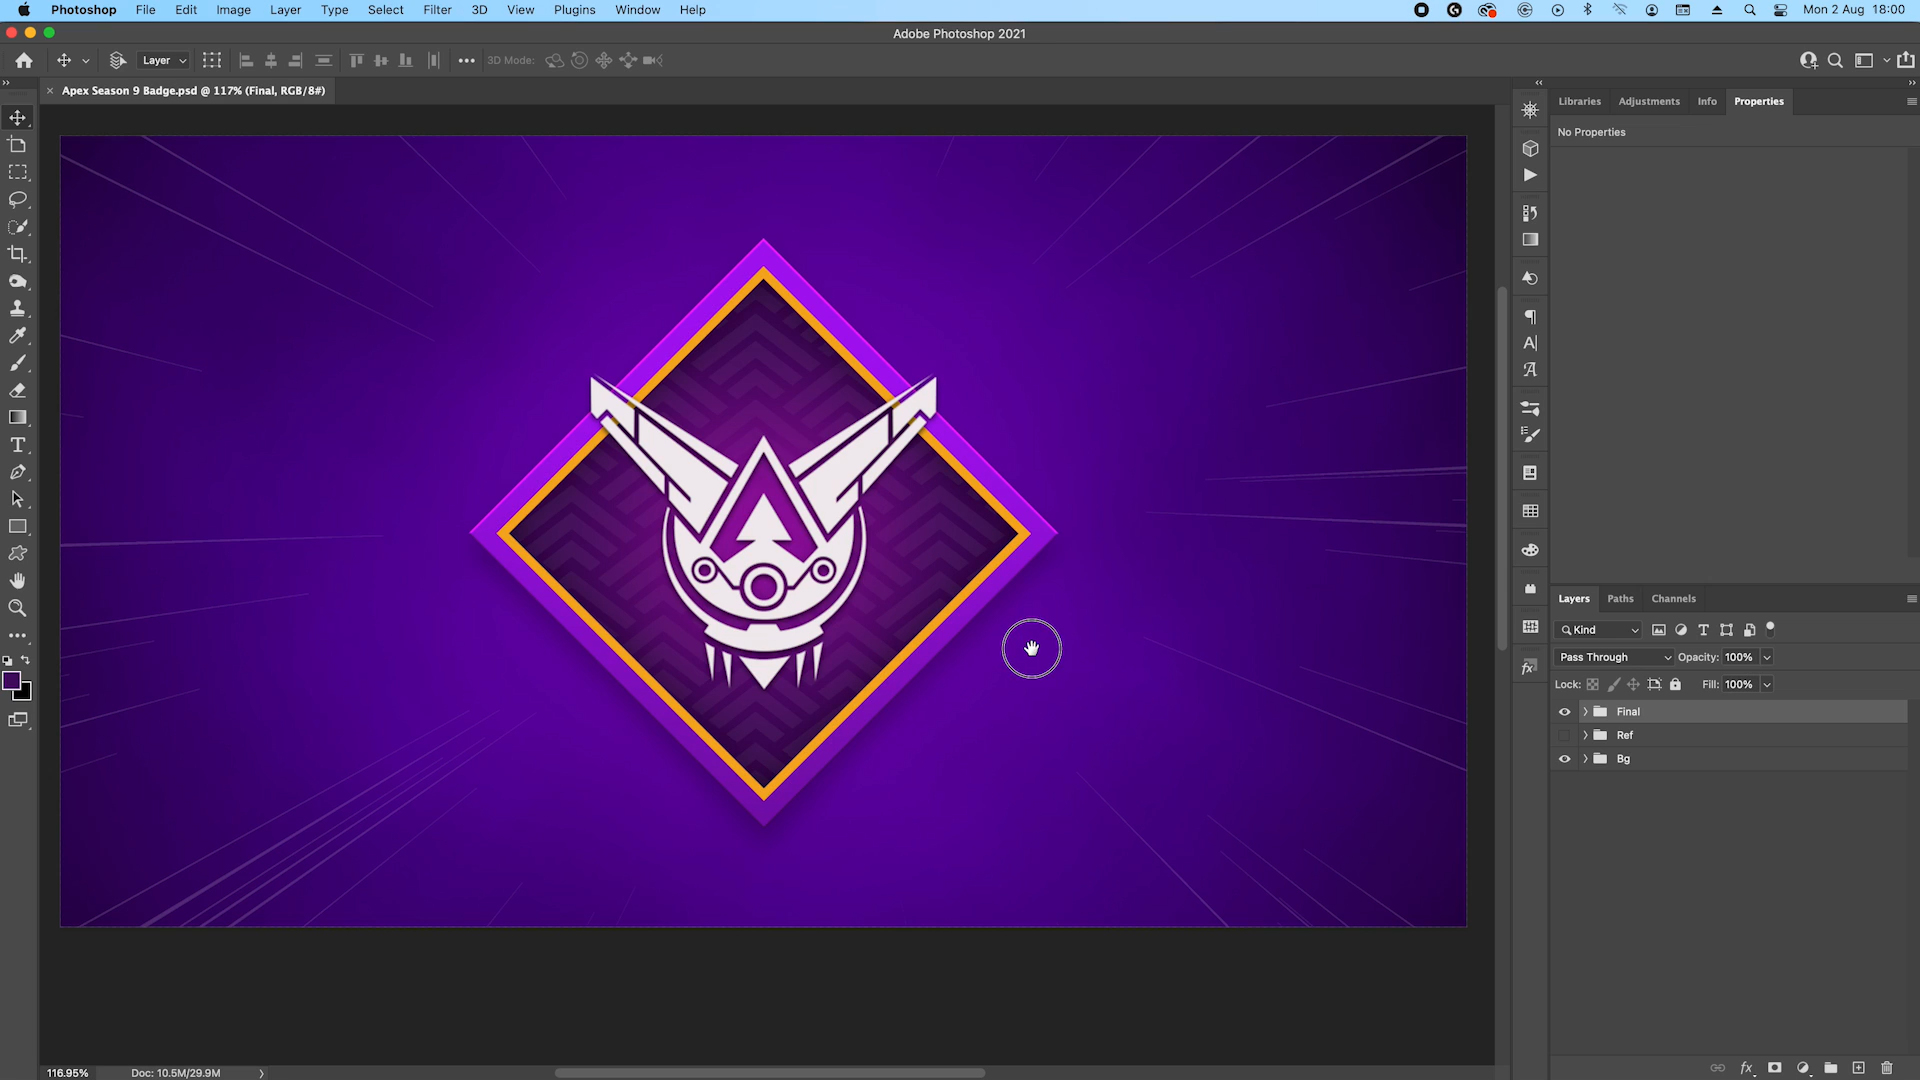 Photoshop File Edit Image Layer Type Select Filter 3D View Plugins Window Help Mon 2 Aug 18:00
Adobe Photoshop 2021
Layer 3D Mode:
Apex Season 9 Badge.psd @ 117% (Final, RGB/8#)
Libraries Adjustments Info Properties
No Properties
Layers Paths Channels
Kind
Pass Through Opacity: 100%
Lock: Fill: 100%
Final
Ref
Bg
116.95% Doc: 10.5M/29.9M